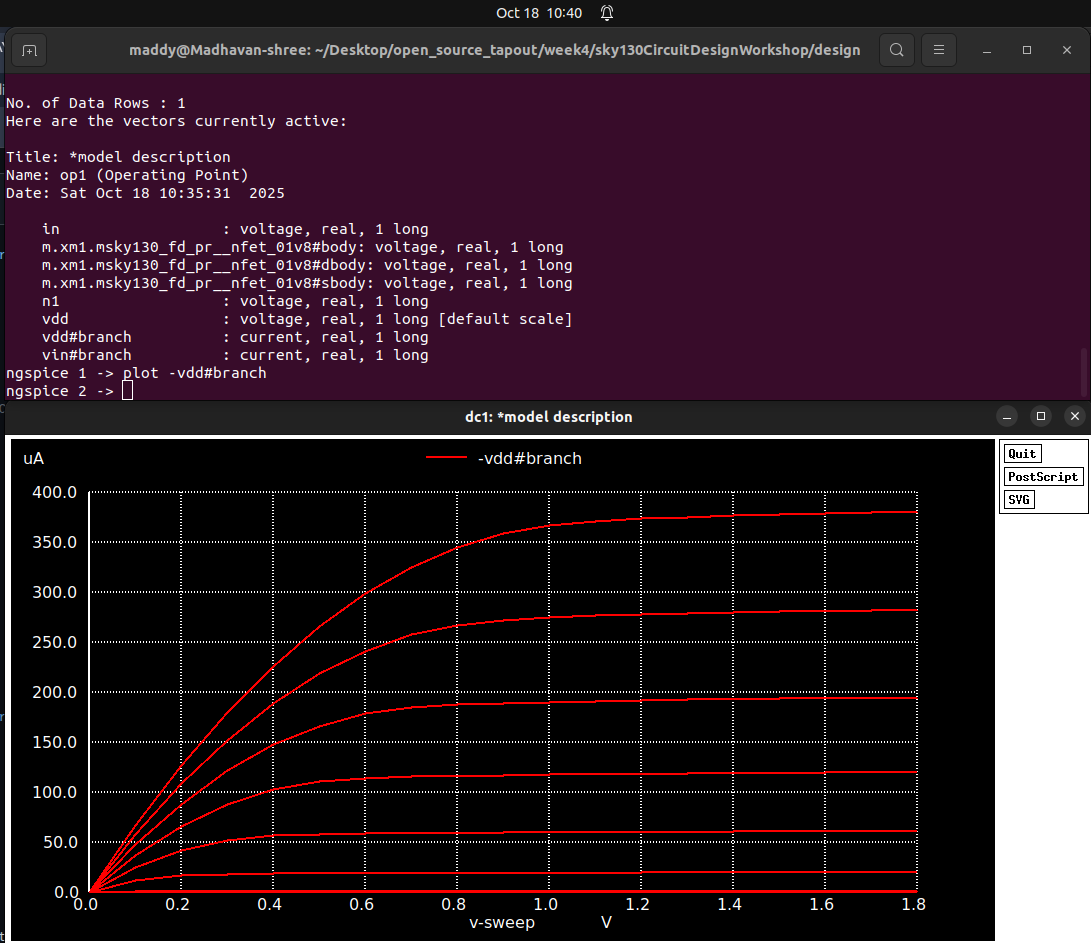 Oct 18 10:40
maddy@Madhavan-shree: ~/Desktop/open_source_tapout/week4/sky130CircuitDesignWorkshop/design
No. of Data Rows : 1
Here are the vectors currently active:
Title: *model description
Name: op1 (Operating Point)
Date: Sat Oct 18 10:35:31  2025
in : voltage, real, 1 long
m.xm1.msky130_fd_pr__nfet_01v8#body: voltage, real, 1 long
m.xm1.msky130_fd_pr__nfet_01v8#dbody: voltage, real, 1 long
m.xm1.msky130_fd_pr__nfet_01v8#sbody: voltage, real, 1 long
n1 : voltage, real, 1 long
vdd : voltage, real, 1 long [default scale]
vdd#branch : current, real, 1 long
vin#branch : current, real, 1 long
ngspice 1 -> plot -vdd#branch
ngspice 2 ->
dc1: *model description
Quit
PostScript
SVG
uA
-vdd#branch
400.0
350.0
300.0
250.0
200.0
150.0
100.0
50.0
0.0
0.0 0.2 0.4 0.6 0.8 1.0 1.2 1.4 1.6 1.8
v-sweep V